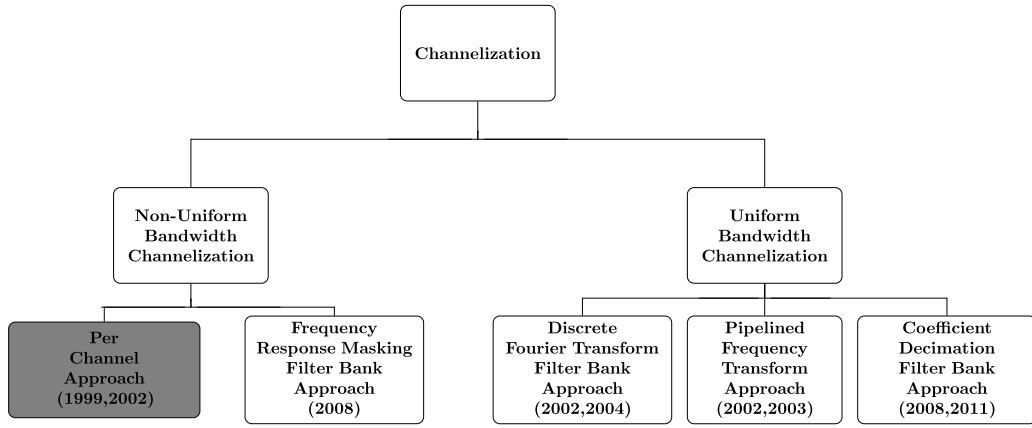 Channelization
Non-Uniform
Bandwidth
Channelization
Uniform
Bandwidth
Channelization
Per
Channel
Approach
(1999,2002)
Frequency
Response Masking
Filter Bank
Approach
(2008)
Discrete
Fourier Transform
Filter Bank
Approach
(2002,2004)
Pipelined
Frequency
Transform
Approach
(2002,2003)
Coefficient
Decimation
Filter Bank
Approach
(2008,2011)